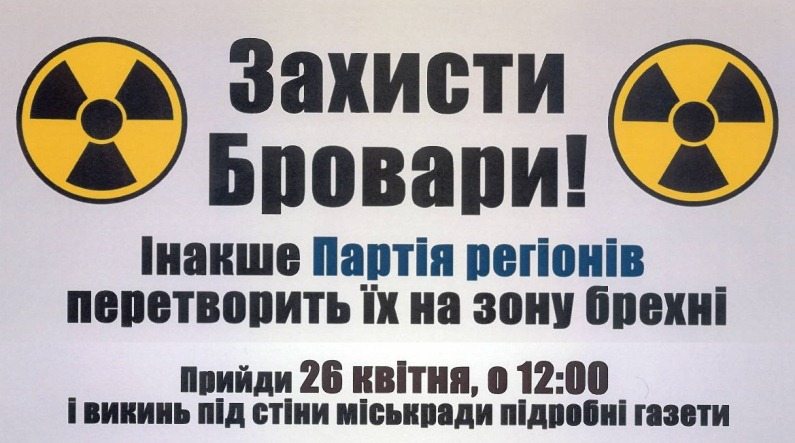 Захисти
Бровари!
Інакше Партія регіонів
перетворить їх на зону брехні
Прийди 26 квітня, о 12:00
і викинь під стіни міськради підробні газети